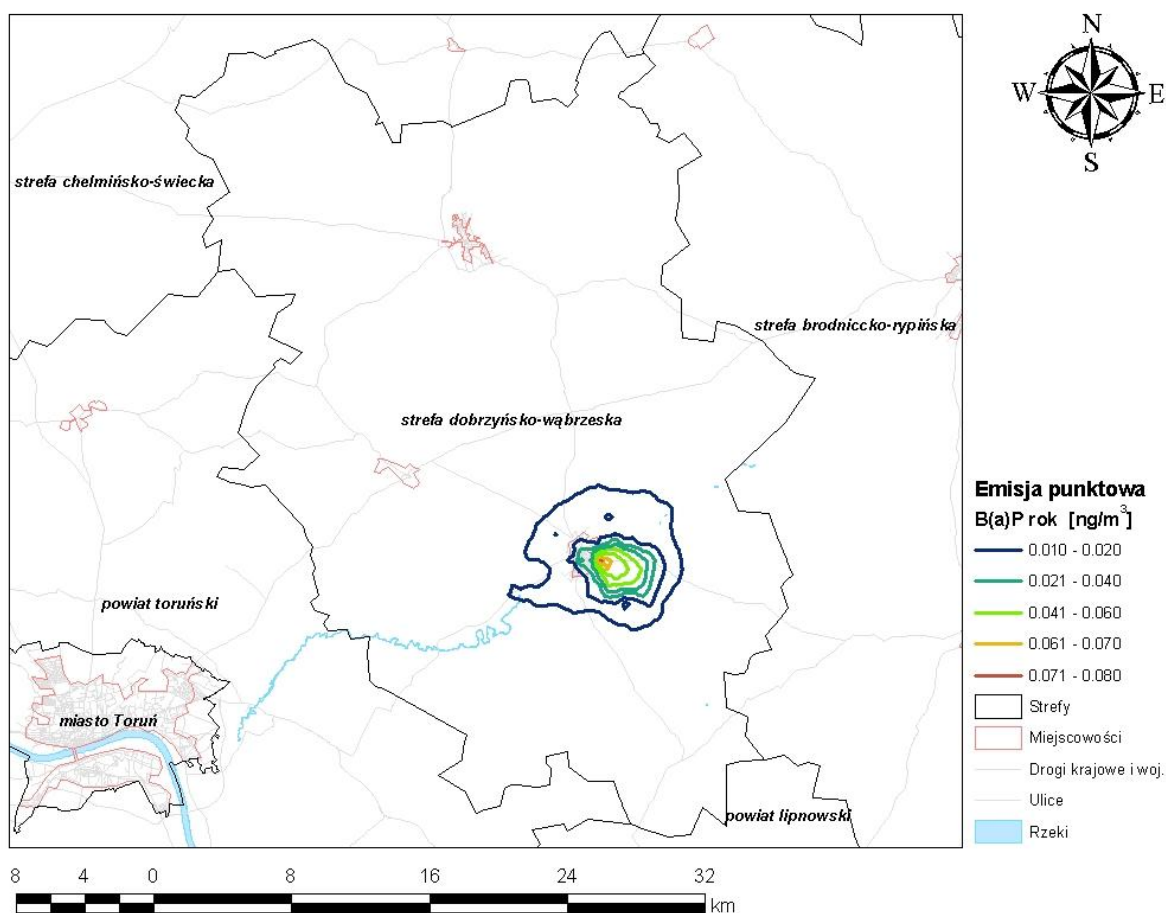 N
W
E
S
strefa chelmińsko-świecka
strefa brodniccko-rypińska
strefa dobrzyńsko-wąbrzeska
powiat toruński
miasto Toruń
powiat lipnowski
Emisja punktowa
B(a)P rok [ng/m³]
0.010 - 0.020
0.021 - 0.040
0.041 - 0.060
0.061 - 0.070
0.071 - 0.080
Strefy
Miejscowości
Drogi krajowe i woj.
Ulice
Rzeki
8 4 0 8 16 24 32
km